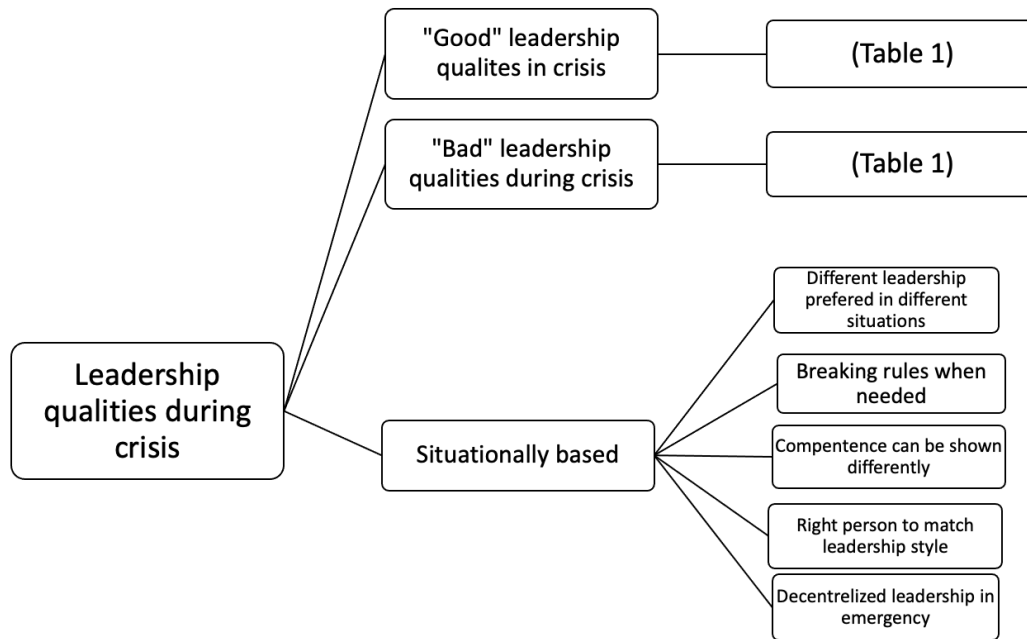 "Good" leadership
qualites in crisis
(Table 1)
"Bad" leadership
qualities during crisis
(Table 1)
Leadership
qualities during
crisis
Situationally based
Different leadership
prefered in different
situations
Breaking rules when
needed
Compentence can be shown
differently
Right person to match
leadership style
Decentrelized leadership in
emergency